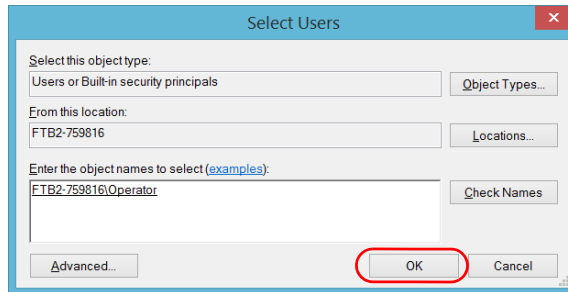 Select Users
Select this object type:
Users or Built-in security principals
Object Types...
From this location:
FTB2-759816
Locations...
Enter the object names to select (examples):
FTB2-759816\Operator
Check Names
Advanced...
OK
Cancel